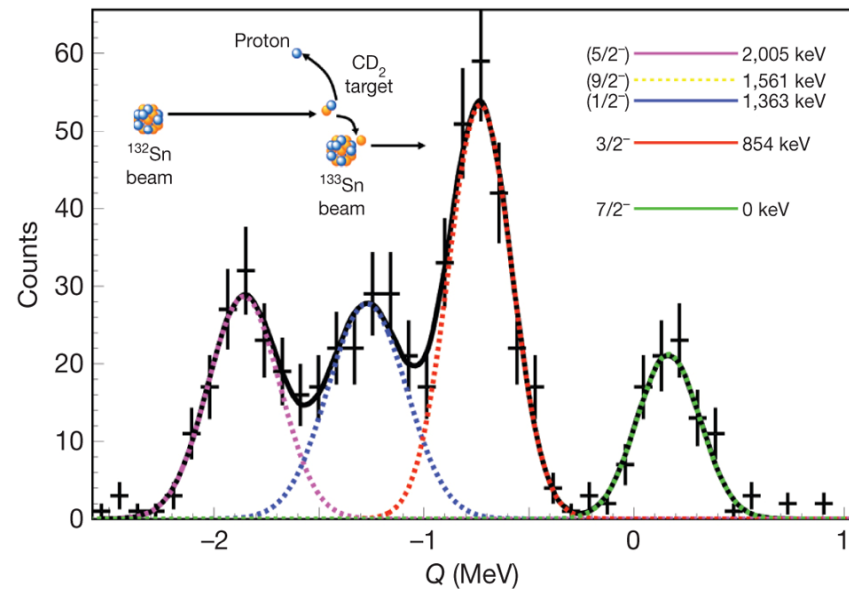 60
50
40
30
20
10
0
Counts
−2
−1
0
1
Q (MeV)
Proton
CD₂
target
¹³²Sn
beam
¹³³Sn
beam
(5/2⁻) 2,005 keV
(9/2⁻) 1,561 keV
(1/2⁻) 1,363 keV
3/2⁻ 854 keV
7/2⁻ 0 keV